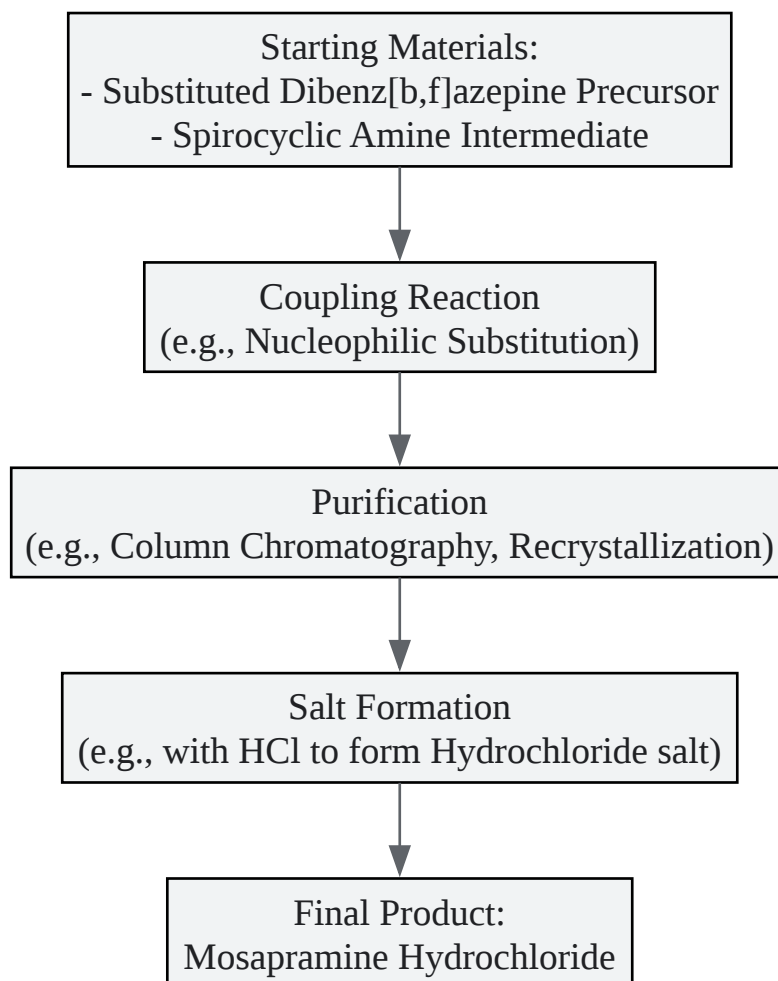 Starting Materials:
- Substituted Dibenz[b,f]azepine Precursor
- Spirocyclic Amine Intermediate
Coupling Reaction
(e.g., Nucleophilic Substitution)
Purification
(e.g., Column Chromatography, Recrystallization)
Salt Formation
(e.g., with HCl to form Hydrochloride salt)
Final Product:
Mosapramine Hydrochloride